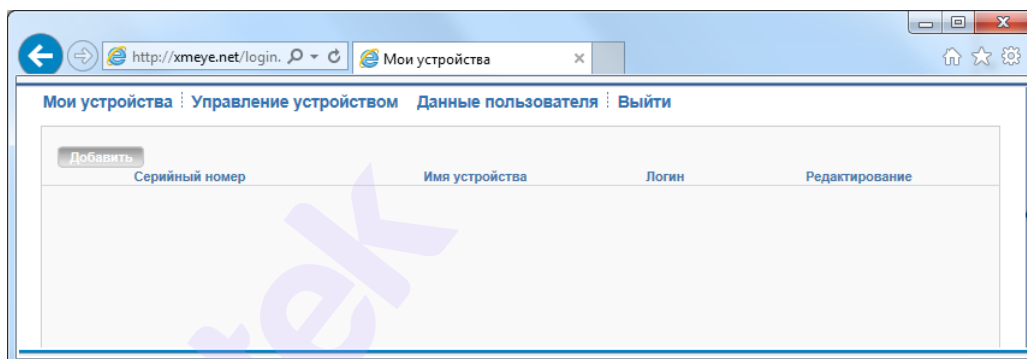 http://xmeye.net/login.
Мои устройства
Мои устройства Управление устройством Данные пользователя Выйти
Добавить
Серийный номер Имя устройства Логин Редактирование
tek